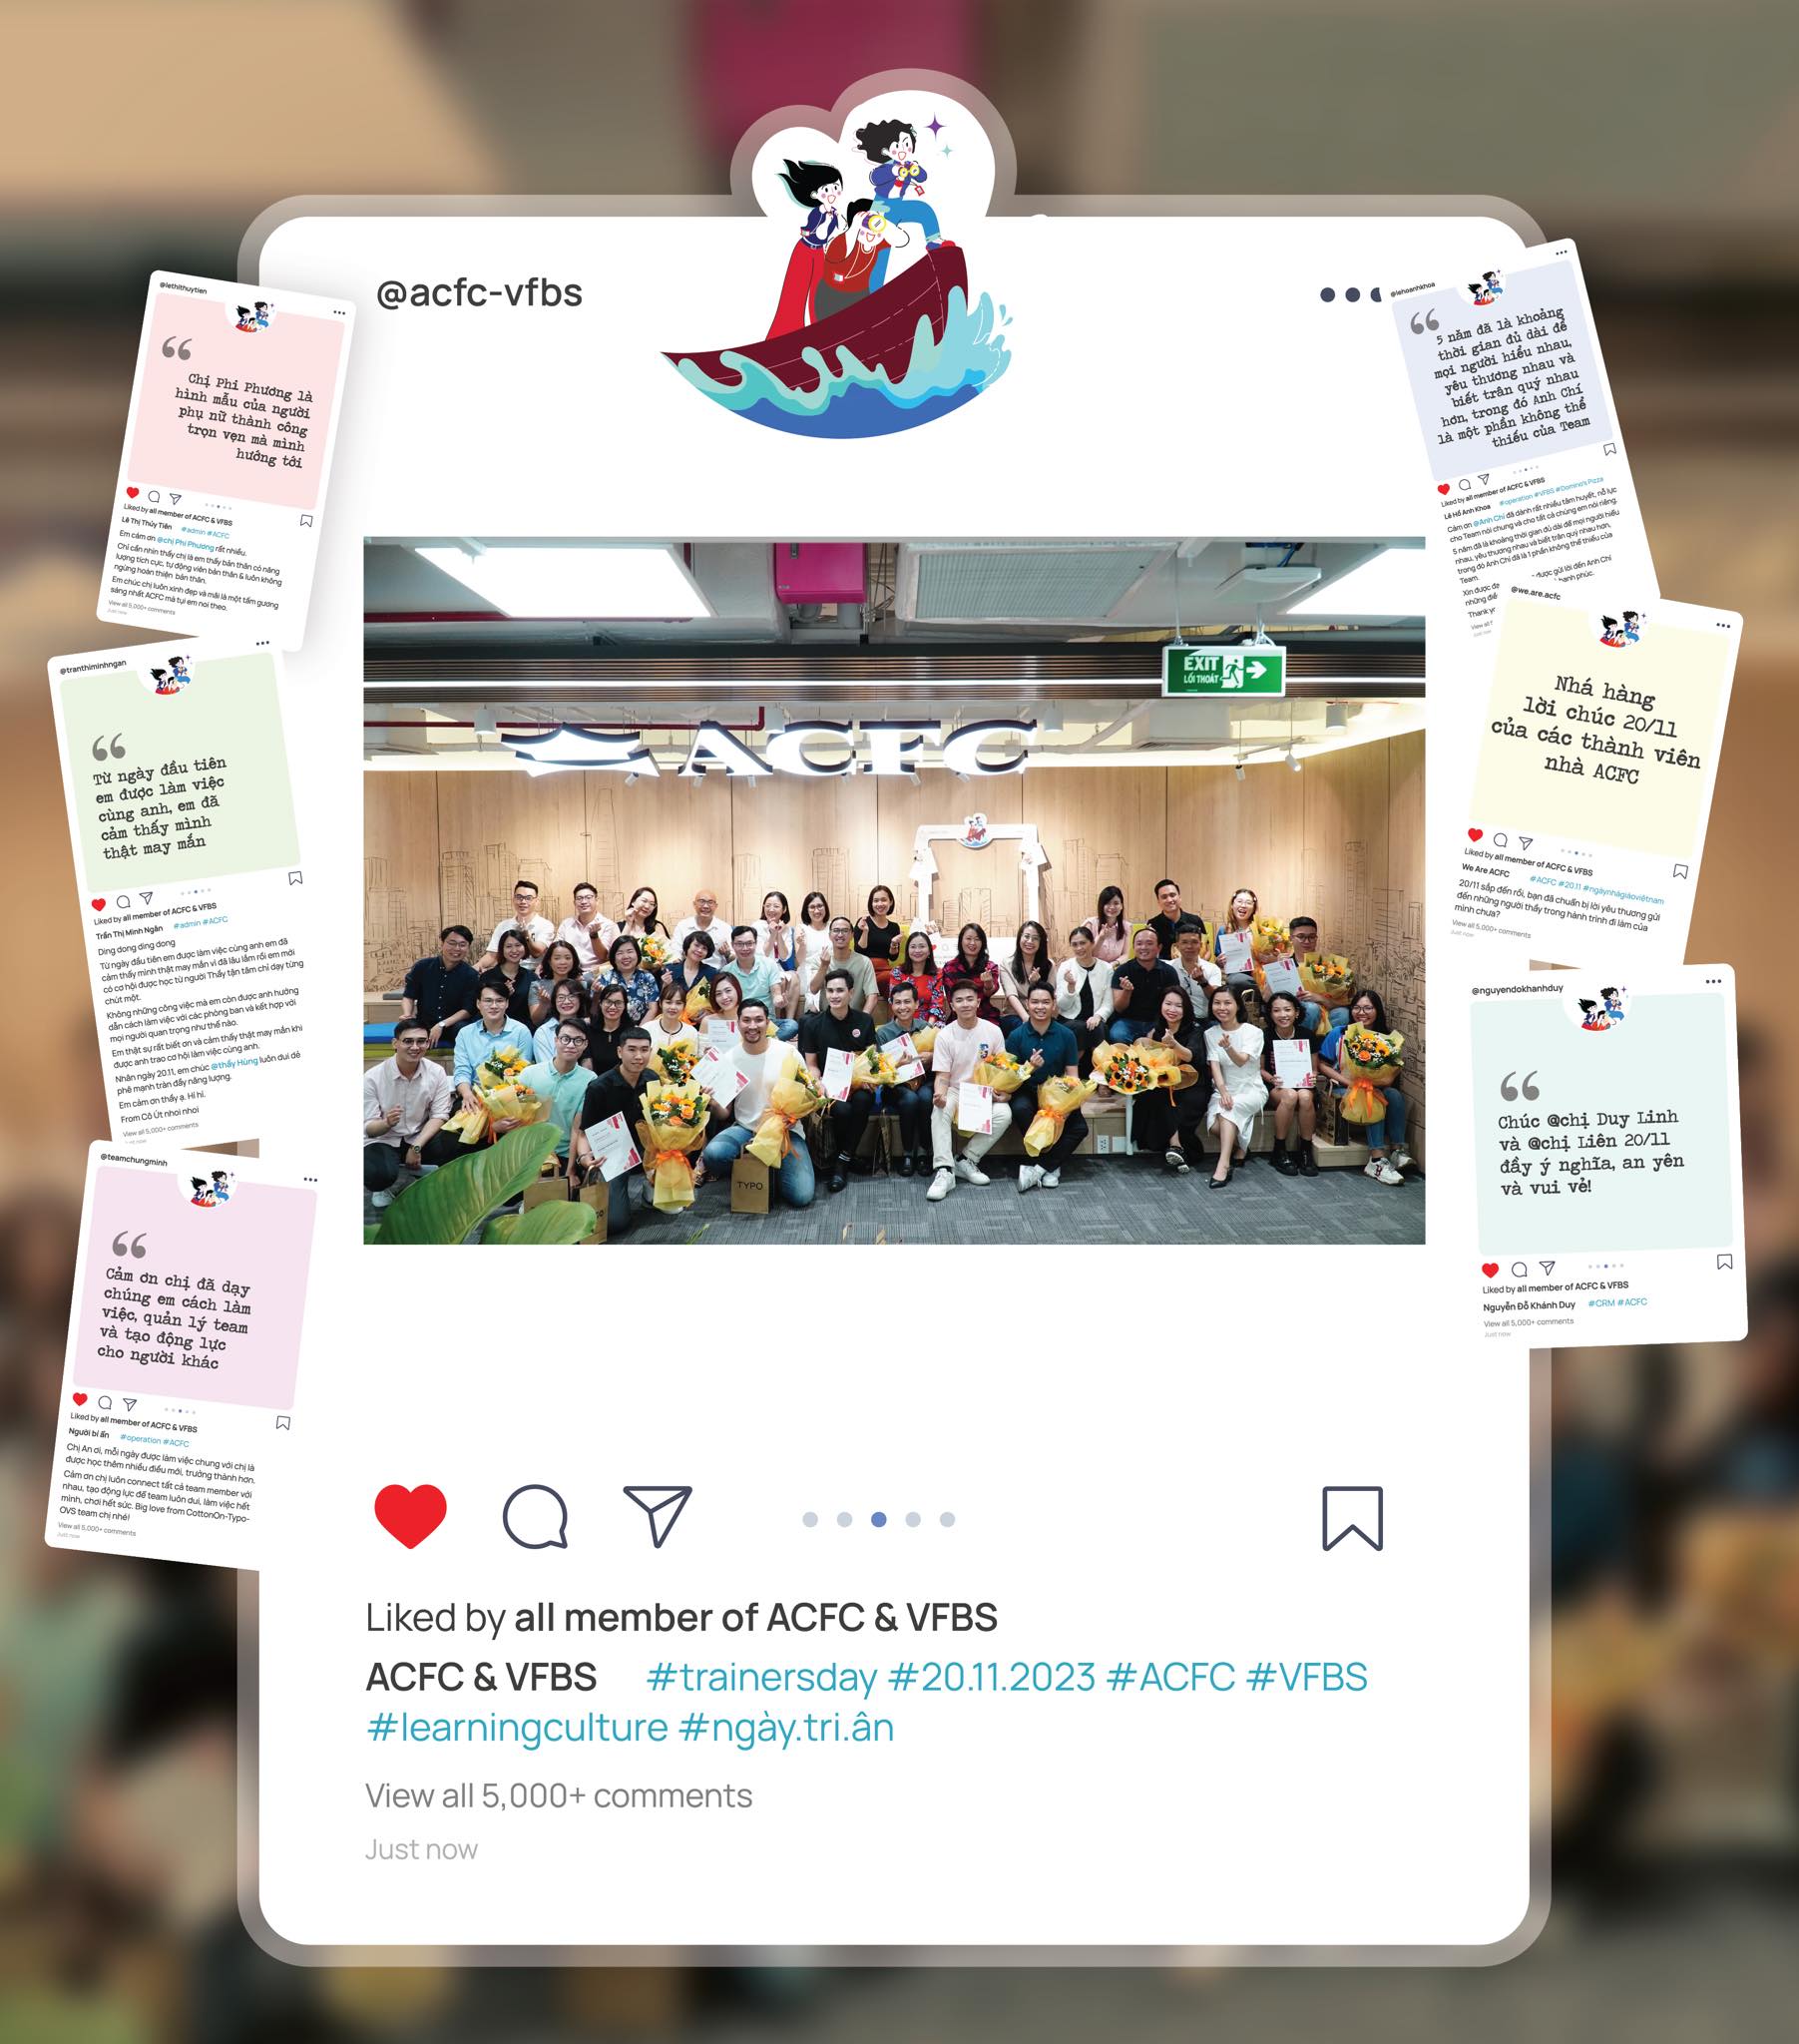 @acfc-vfbs
EXIT
LỐI THOÁT
ACFC
TYPO
Liked by all member of ACFC & VFBS
ACFC & VFBS #trainersday #20.11.2023 #ACFC #VFBS
#learningculture #ngày.tri.ân
View all 5,000+ comments
Just now
@lethithuytien
Chị Phi Phương là
hình mẫu của người
phụ nữ thành công
trọn vẹn mà mình
hướng tới
Liked by all member of ACFC & VFBS
Lê Thị Thủy Tiên #admin #ACFC
Em cảm ơn @chị Phi Phương rất nhiều.
Chỉ cần nhìn thấy chị là em thấy bản thân có năng
lượng tích cực, tự động viên bản thân & luôn không
ngừng hoàn thiện bản thân.
Em chúc chị luôn xinh đẹp và mãi là một tấm gương
sáng nhất ACFC mà tụi em noi theo.
View all 5,000+ comments
Just now
@tranthiminhngan
Từ ngày đầu tiên
em được làm việc
cùng anh, em đã
cảm thấy mình
thật may mắn
Liked by all member of ACFC & VFBS
Trần Thị Minh Ngân #admin #ACFC
Ding dong ding dong
Từ ngày đầu tiên em được làm việc cùng anh em đã
cảm thấy mình thật may mắn vì đã lâu lắm rồi em mới
có cơ hội được học từ người Thầy tận tâm chỉ dạy từng
chút một.
Không những công việc mà em còn được anh hướng
dẫn cách làm việc với các phòng ban và kết hợp với
mọi người quan trọng như thế nào.
Em thật sự rất biết ơn và cảm thấy thật may mắn khi
được anh trao cơ hội làm việc cùng anh.
Nhân ngày 20.11, em chúc @thầy Hùng luôn dui dẻ
phẻ mạnh tràn đầy năng lượng.
Em cảm ơn thầy ạ. Hí hí.
From Cô Út nhoi nhoi
View all 5,000+ comments
@teamchungminh
Cảm ơn chị đã dạy
chúng em cách làm
việc, quản lý team
và tạo động lực
cho người khác
Liked by all member of ACFC & VFBS
Người bí ẩn #operation #ACFC
Chị An ơi, mỗi ngày được làm việc chung với chị là
được học thêm nhiều điều mới, trưởng thành hơn.
Cảm ơn chị luôn connect tất cả team member với
nhau, tạo động lực để team luôn dui, làm việc hết
mình, chơi hết sức. Big love from CottonOn-Typo-
OVS team chị nhé!
View all 5,000+ comments
Just now
@lehoanhkhoa
5 năm đã là khoảng
thời gian đủ dài để
mọi người hiểu nhau,
yêu thương nhau và
biết trân quý nhau
hơn, trong đó Anh Chí
là một phần không thể
thiếu của Team
Liked by all member of ACFC & VFBS
Lê Hồ Anh Khoa #operation #VFBS #Domino's Pizza
Cảm ơn @Anh Chí đã dành rất nhiều tâm huyết, nỗ lực
cho Team nói chung và cho tất cả chúng em nói riêng.
5 năm đã là khoảng thời gian đủ dài để mọi người hiểu
nhau, yêu thương nhau và biết trân quý nhau hơn,
trong đó Anh Chí đã là 1 phần không thể thiếu của
Team.
Xin được đạ được gửi lời đến Anh Chí
những điề hạnh phúc.
Thank yo
View all 5
Just now
@we.are.acfc
Nhá hàng
lời chúc 20/11
của các thành viên
nhà ACFC
Liked by all member of ACFC & VFBS
We Are ACFC #ACFC #20.11 #ngàynhàgiáoviệtnam
20/11 sắp đến rồi, bạn đã chuẩn bị lời yêu thương gửi
đến những người thầy trong hành trình đi làm của
mình chưa?
View all 5,000+ comments
Just now
@nguyendokhanhduy
Chúc @chị Duy Linh
và @chị Liên 20/11
đầy ý nghĩa, an yên
và vui vẻ!
Liked by all member of ACFC & VFBS
Nguyễn Đỗ Khánh Duy #CRM #ACFC
View all 5,000+ comments
Just now